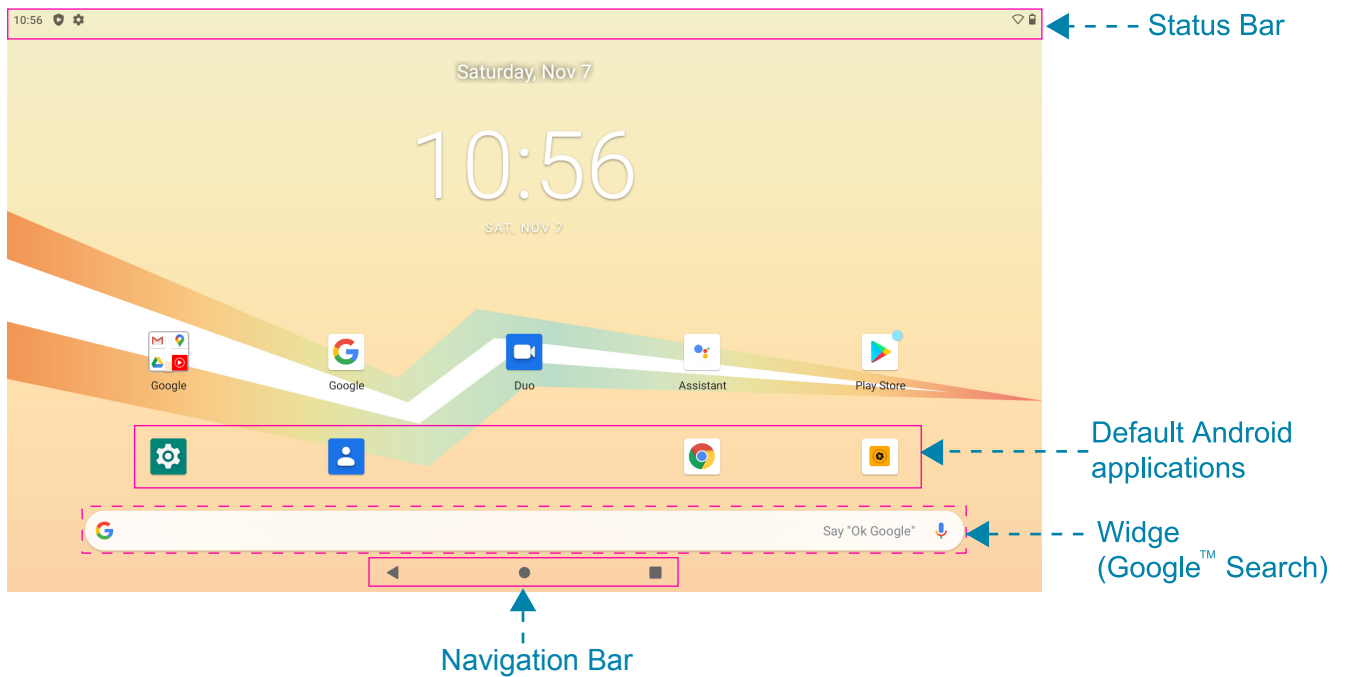 10:56
Status Bar
Saturday, Nov 7
10:56
SAT, NOV 7
Google
Google
Duo
Assistant
Play Store
Default Android
applications
Say "Ok Google"
Widge
(Google™ Search)
Navigation Bar